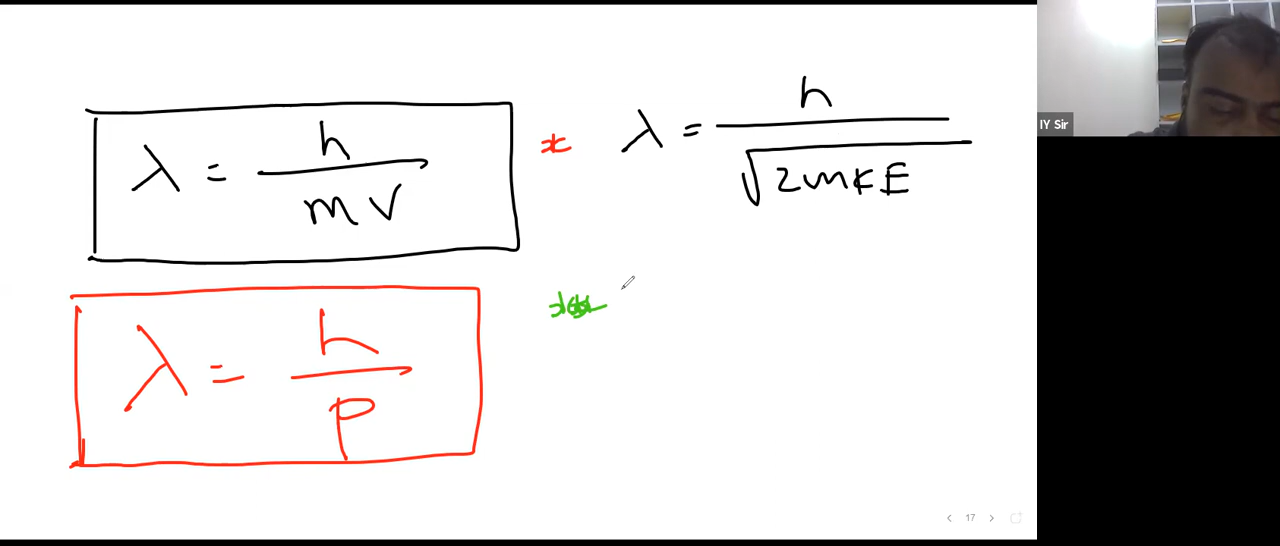 λ = h / mv
* λ = h / √2mKE
IY Sir
λ = h / p
17